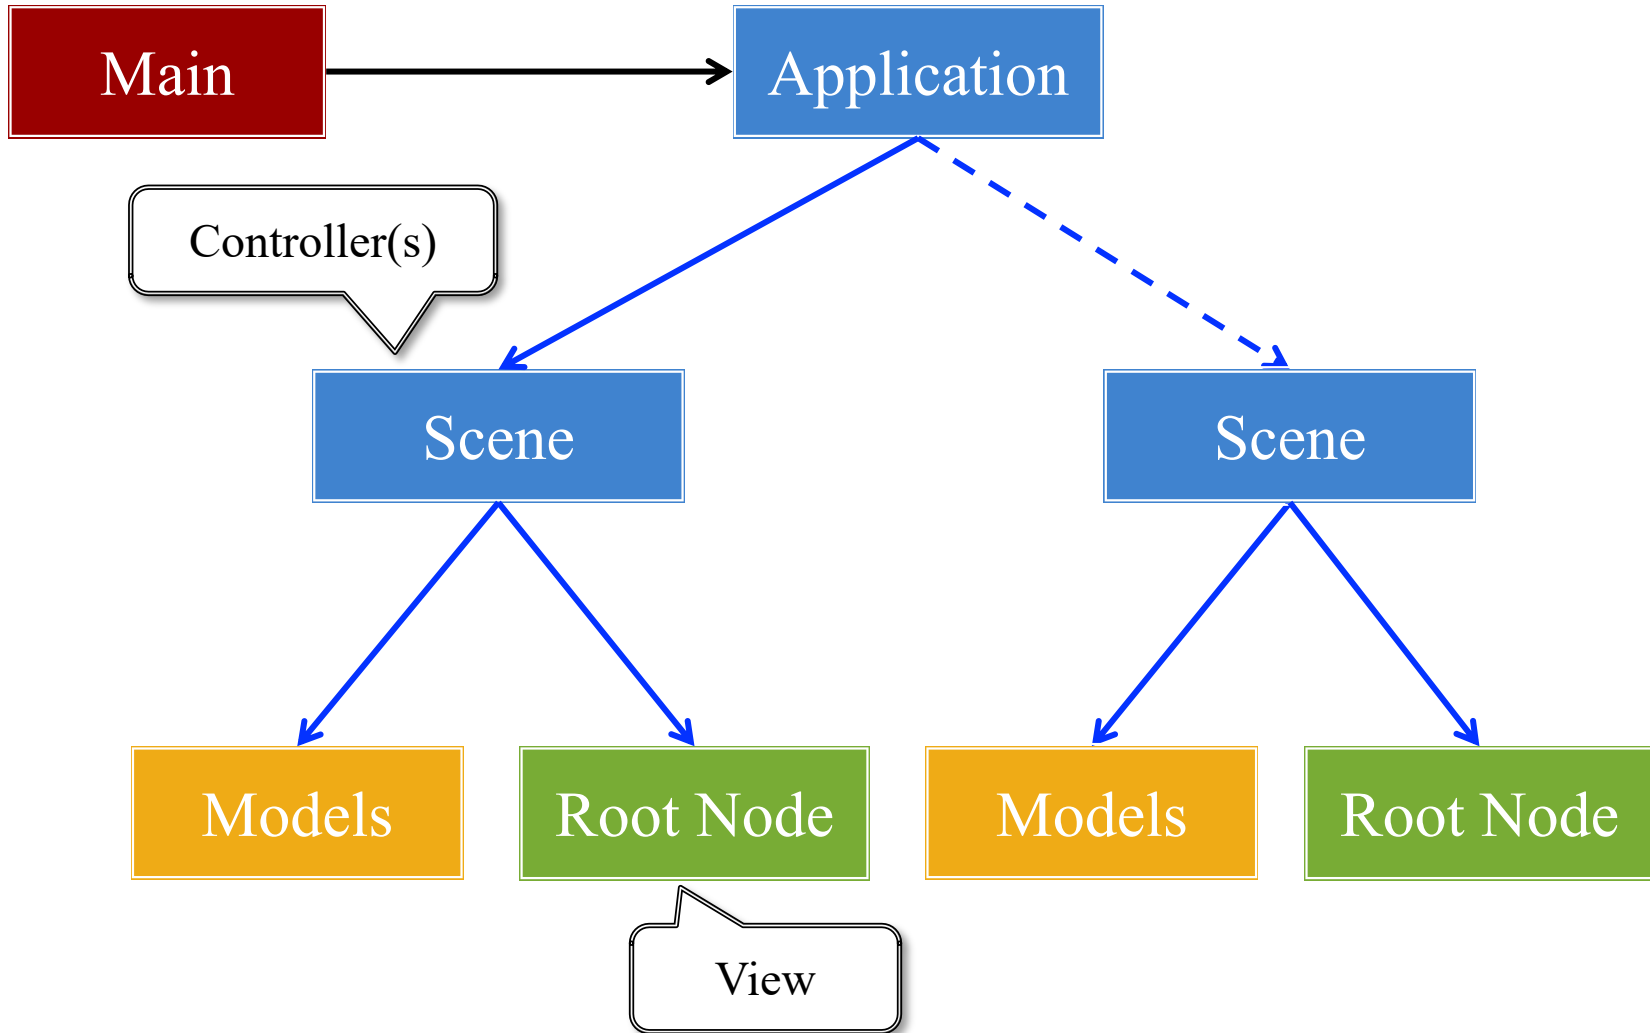 Main
Application
Controller(s)
Scene
Scene
Models
Root Node
Models
Root Node
View